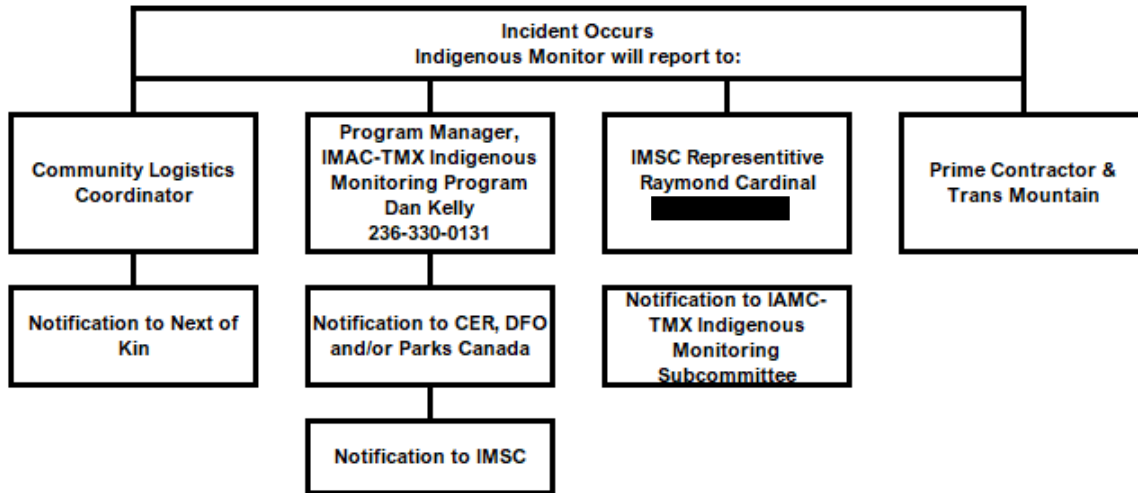 Incident Occurs
Indigenous Monitor will report to:
Community Logistics
Coordinator
Program Manager,
IMAC-TMX Indigenous
Monitoring Program
Dan Kelly
236-330-0131
IMSC Representitive
Raymond Cardinal
Prime Contractor &
Trans Mountain
Notification to Next of
Kin
Notification to CER, DFO
and/or Parks Canada
Notification to IAMC-
TMX Indigenous
Monitoring
Subcommittee
Notification to IMSC